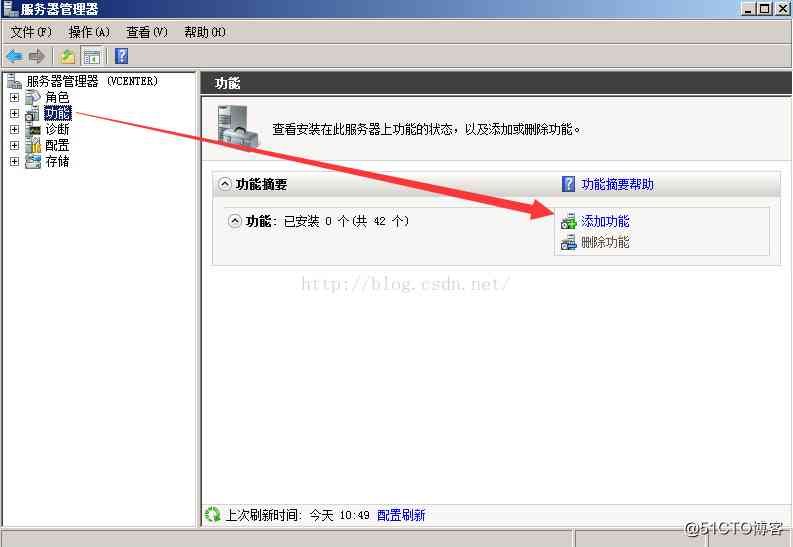 服务器管理器
文件(F) 操作(A) 查看(V) 帮助(H)
服务器管理器 (VCENTER)
角色
功能
诊断
配置
存储
功能
查看安装在此服务器上功能的状态，以及添加或删除功能。
功能摘要
功能摘要帮助
功能: 已安装 0 个(共 42 个)
添加功能
删除功能
http://blog.csdn.net/
上次刷新时间: 今天 10:49 配置刷新
@51CTO博客